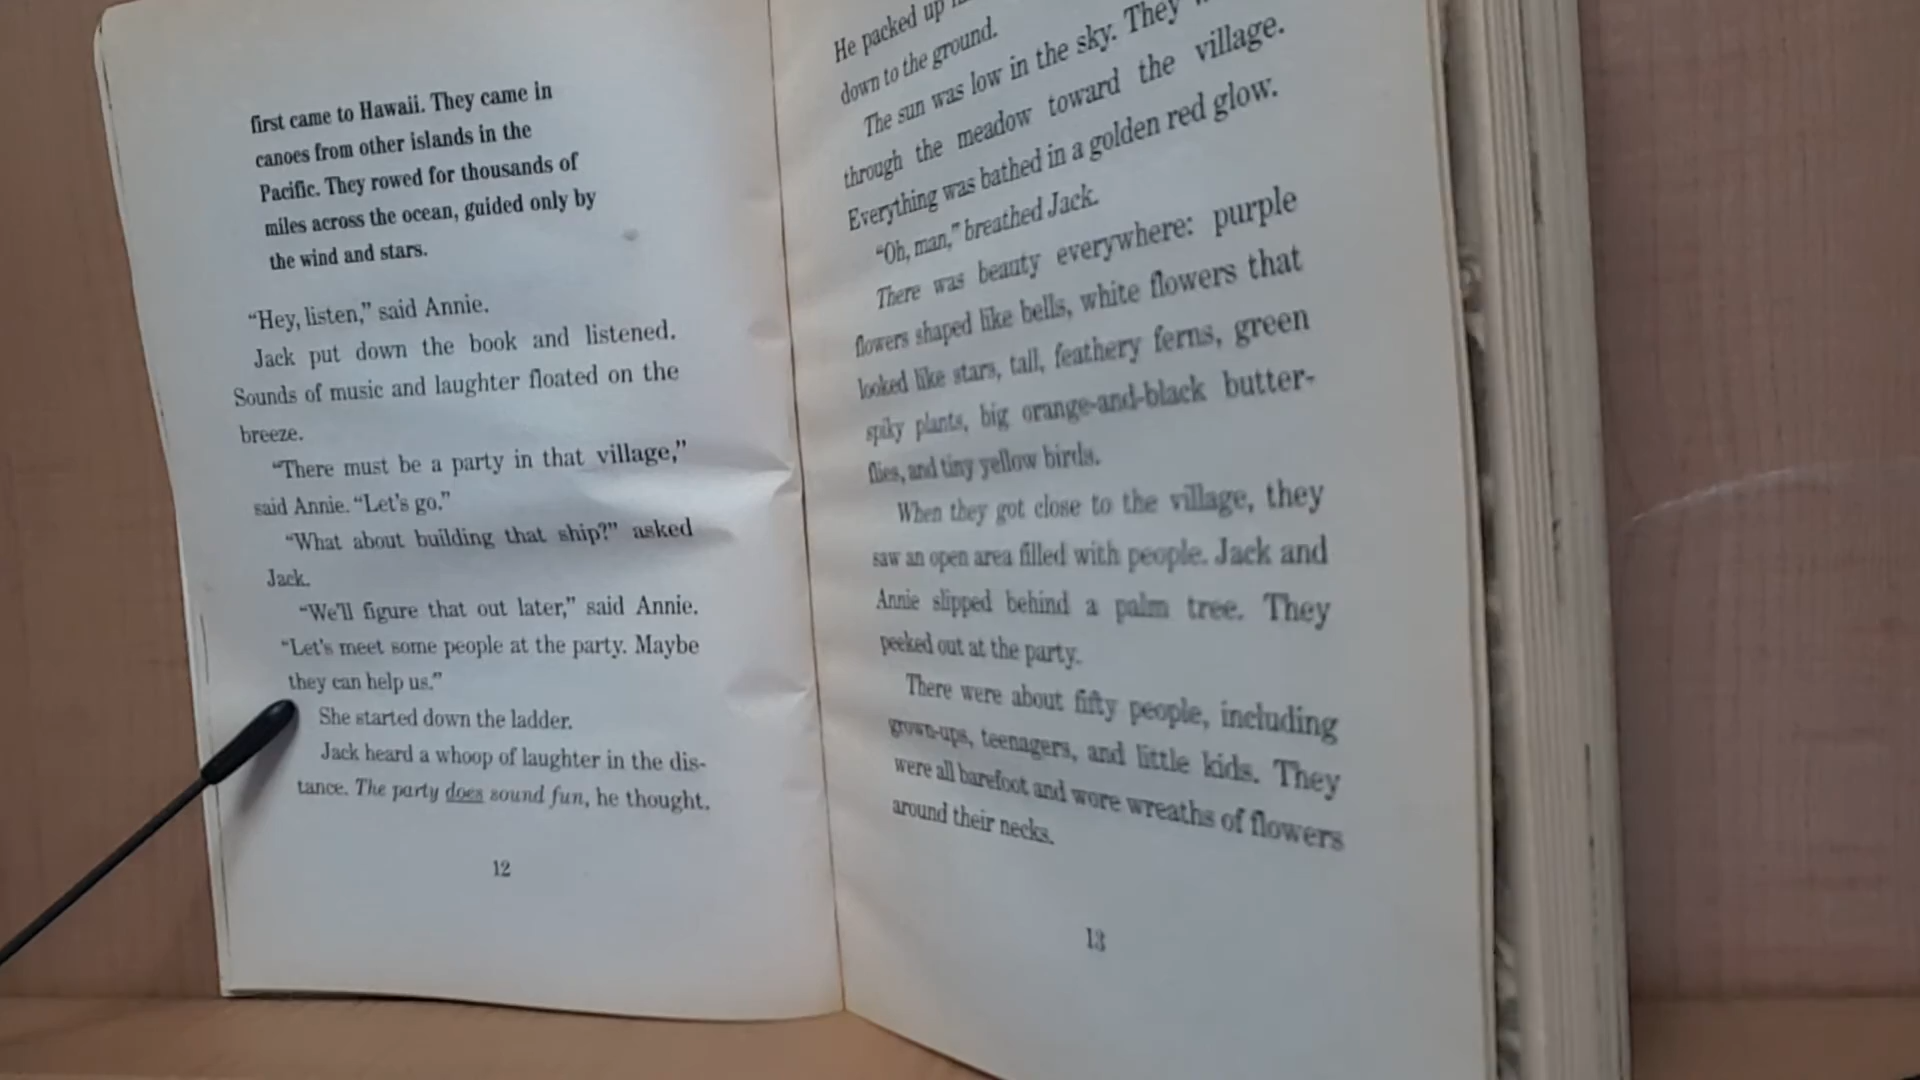 first came to Hawaii. They came in
canoes from other islands in the
Pacific. They rowed for thousands of
miles across the ocean, guided only by
the wind and stars.
“Hey, listen,” said Annie.
Jack put down the book and listened.
Sounds of music and laughter floated on the
breeze.
“There must be a party in that village,”
said Annie. “Let's go.”
“What about building that ship?” asked
Jack.
“We'll figure that out later,” said Annie.
“Let's meet some people at the party. Maybe
they can help us.”
She started down the ladder.
Jack heard a whoop of laughter in the dis-
tance. The party does sound fun, he thought.
12
He packed up
down to the ground.
The sun was low in the sky. They
through the meadow toward the village.
Everything was bathed in a golden red glow.
“Oh, man,” breathed Jack.
There was beauty everywhere: purple
flowers shaped like bells, white flowers that
looked like stars, tall, feathery ferns, green
spiky plants, big orange-and-black butter-
flies, and tiny yellow birds.
When they got close to the village, they
saw an open area filled with people. Jack and
Annie slipped behind a palm tree. They
peeked out at the party.
There were about fifty people, including
grown-ups, teenagers, and little kids. They
were all barefoot and wore wreaths of flowers
around their necks.
13